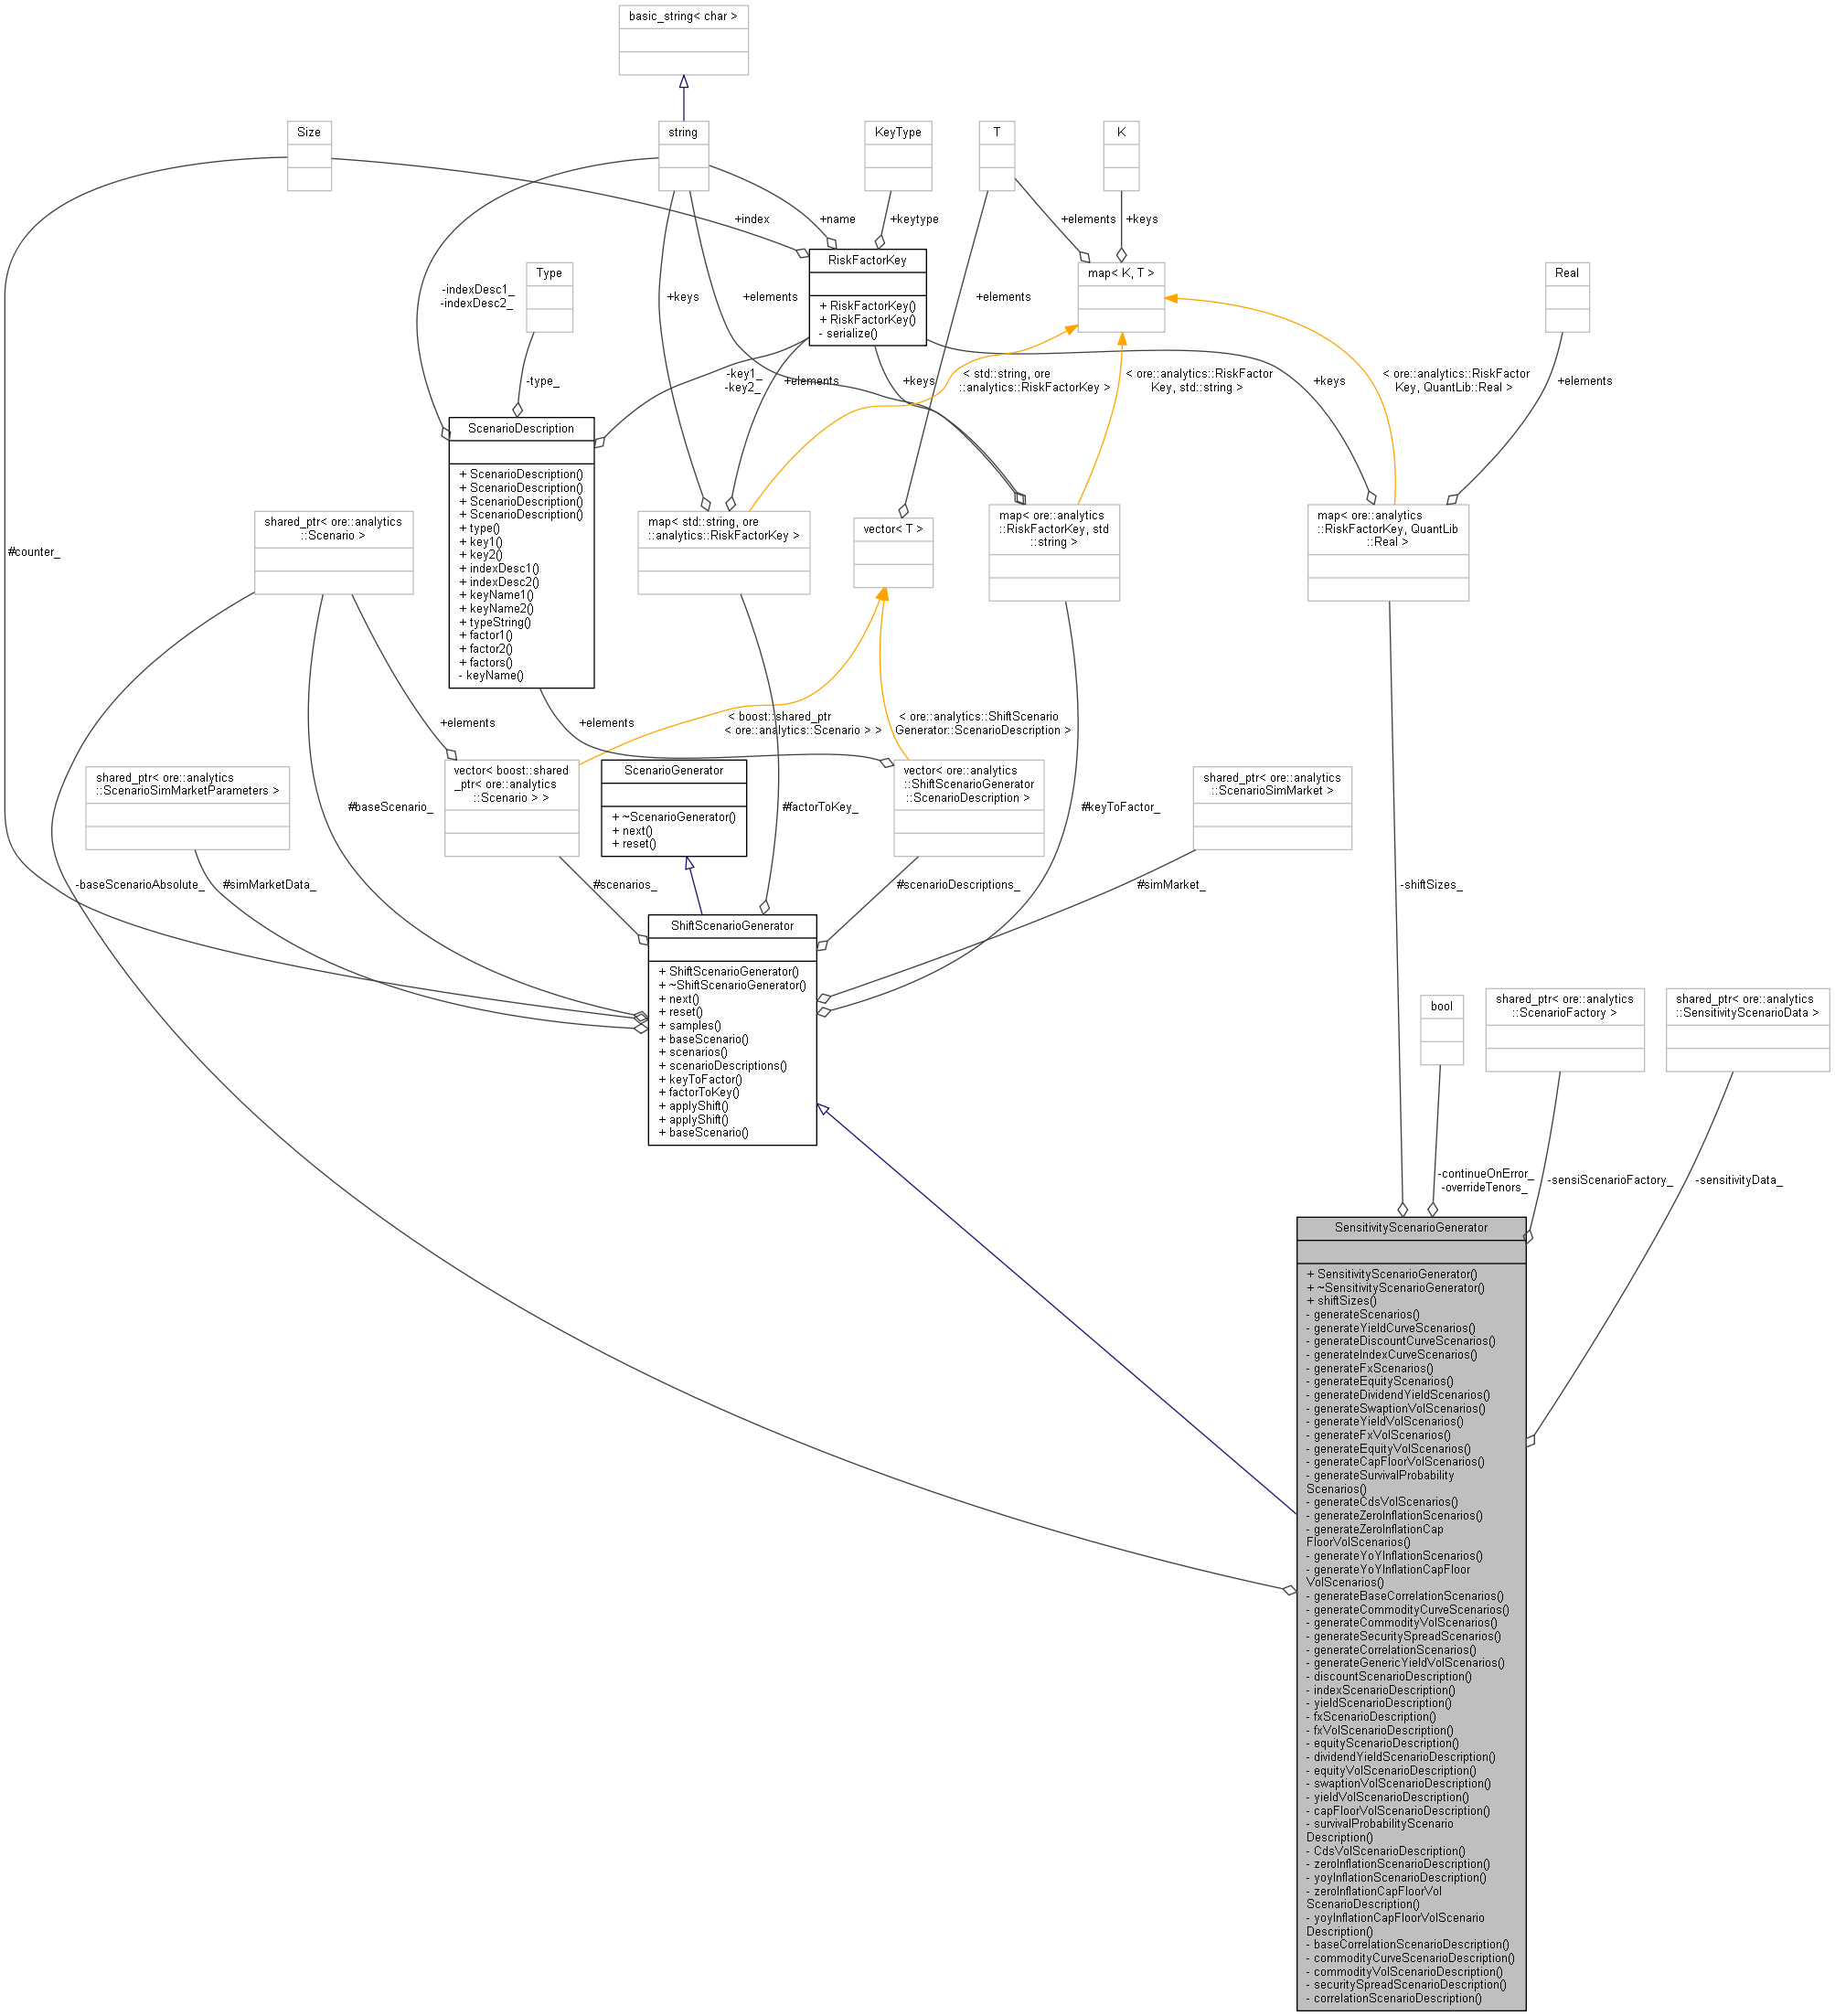 basic_string< char >
Size
string
KeyType
T
K
+index
+name
+keytype
+elements
+keys
RiskFactorKey
+ RiskFactorKey()
+ RiskFactorKey()
- serialize()
map< K, T >
Type
Real
-indexDesc1_
-indexDesc2_
+keys
+elements
+elements
-type_
-key1_
-key2_
+elements
+keys
< std::string, ore
::analytics::RiskFactorKey >
< ore::analytics::RiskFactor
Key, std::string >
+keys
< ore::analytics::RiskFactor
Key, QuantLib::Real >
+elements
ScenarioDescription
+ ScenarioDescription()
+ ScenarioDescription()
+ ScenarioDescription()
+ ScenarioDescription()
+ type()
+ key1()
+ key2()
+ indexDesc1()
+ indexDesc2()
+ keyName1()
+ keyName2()
+ typeString()
+ factor1()
+ factor2()
+ factors()
- keyName()
#counter_
shared_ptr< ore::analytics
::Scenario >
map< std::string, ore
::analytics::RiskFactorKey >
vector< T >
map< ore::analytics
::RiskFactorKey, std
::string >
map< ore::analytics
::RiskFactorKey, QuantLib
::Real >
+elements
+elements
< boost::shared_ptr
< ore::analytics::Scenario > >
< ore::analytics::ShiftScenario
Generator::ScenarioDescription >
shared_ptr< ore::analytics
::ScenarioSimMarketParameters >
#baseScenario_
vector< boost::shared
_ptr< ore::analytics
::Scenario > >
ScenarioGenerator
+ ~ScenarioGenerator()
+ next()
+ reset()
#factorToKey_
vector< ore::analytics
::ShiftScenarioGenerator
::ScenarioDescription >
#keyToFactor_
shared_ptr< ore::analytics
::ScenarioSimMarket >
-baseScenarioAbsolute_
#simMarketData_
#scenarios_
#scenarioDescriptions_
#simMarket_
-shiftSizes_
ShiftScenarioGenerator
+ ShiftScenarioGenerator()
+ ~ShiftScenarioGenerator()
+ next()
+ reset()
+ samples()
+ baseScenario()
+ scenarios()
+ scenarioDescriptions()
+ keyToFactor()
+ factorToKey()
+ applyShift()
+ applyShift()
+ baseScenario()
bool
shared_ptr< ore::analytics
::ScenarioFactory >
shared_ptr< ore::analytics
::SensitivityScenarioData >
-continueOnError_
-overrideTenors_
-sensiScenarioFactory_
-sensitivityData_
SensitivityScenarioGenerator
+ SensitivityScenarioGenerator()
+ ~SensitivityScenarioGenerator()
+ shiftSizes()
- generateScenarios()
- generateYieldCurveScenarios()
- generateDiscountCurveScenarios()
- generateIndexCurveScenarios()
- generateFxScenarios()
- generateEquityScenarios()
- generateDividendYieldScenarios()
- generateSwaptionVolScenarios()
- generateYieldVolScenarios()
- generateFxVolScenarios()
- generateEquityVolScenarios()
- generateCapFloorVolScenarios()
- generateSurvivalProbability
Scenarios()
- generateCdsVolScenarios()
- generateZeroInflationScenarios()
- generateZeroInflationCap
FloorVolScenarios()
- generateYoYInflationScenarios()
- generateYoYInflationCapFloor
VolScenarios()
- generateBaseCorrelationScenarios()
- generateCommodityCurveScenarios()
- generateCommodityVolScenarios()
- generateSecuritySpreadScenarios()
- generateCorrelationScenarios()
- generateGenericYieldVolScenarios()
- discountScenarioDescription()
- indexScenarioDescription()
- yieldScenarioDescription()
- fxScenarioDescription()
- fxVolScenarioDescription()
- equityScenarioDescription()
- dividendYieldScenarioDescription()
- equityVolScenarioDescription()
- swaptionVolScenarioDescription()
- yieldVolScenarioDescription()
- capFloorVolScenarioDescription()
- survivalProbabilityScenario
Description()
- CdsVolScenarioDescription()
- zeroInflationScenarioDescription()
- yoyInflationScenarioDescription()
- zeroInflationCapFloorVol
ScenarioDescription()
- yoyInflationCapFloorVolScenario
Description()
- baseCorrelationScenarioDescription()
- commodityCurveScenarioDescription()
- commodityVolScenarioDescription()
- securitySpreadScenarioDescription()
- correlationScenarioDescription()